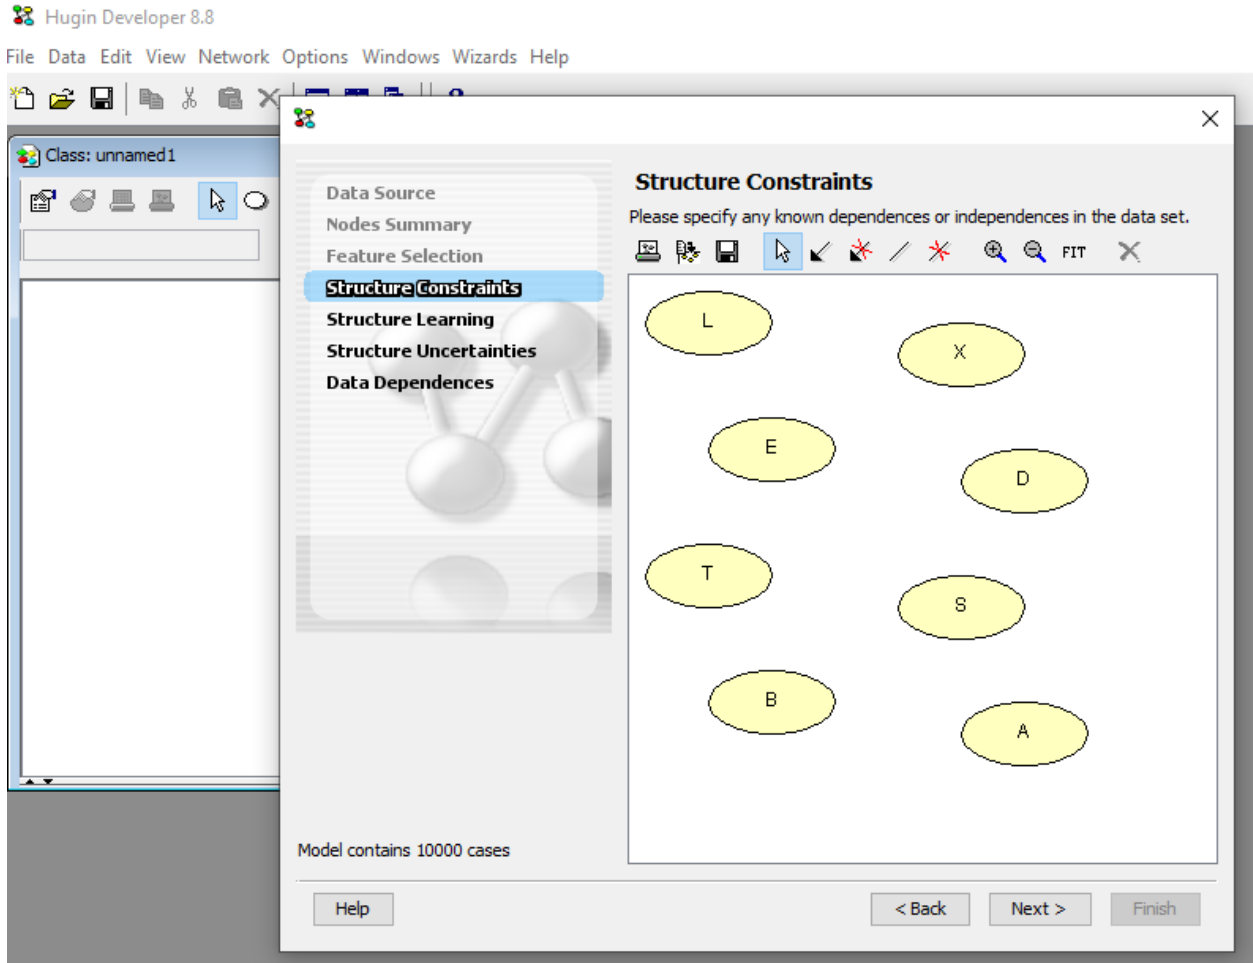 Hugin Developer 8.8
File Data Edit View Network Options Windows Wizards Help
Class: unnamed1
Data Source
Nodes Summary
Feature Selection
Structure Constraints
Structure Learning
Structure Uncertainties
Data Dependences
Model contains 10000 cases
Structure Constraints
Please specify any known dependences or independences in the data set.
FIT
L
X
E
D
T
S
B
A
Help
< Back
Next >
Finish